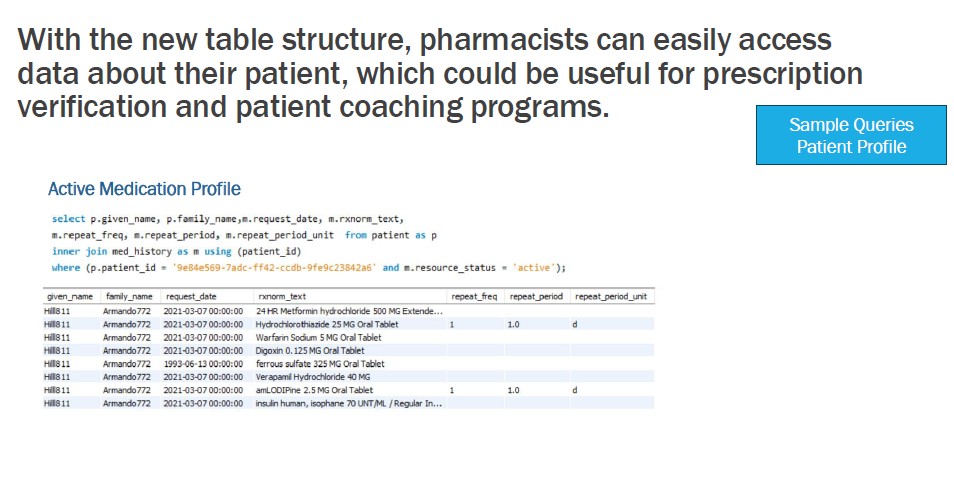 With the new table structure, pharmacists can easily access
data about their patient, which could be useful for prescription
verification and patient coaching programs.
Sample Queries
Patient Profile
Active Medication Profile
select p.given_name, p.family_name,m.request_date, m.rxnorm_text,
m.repeat_freq, m.repeat_period, m.repeat_period_unit from patient as p
inner join med_history as m using (patient_id)
where (p.patient_id = '9e84e569-7adc-ff42-ccdb-9fe9c23842a6' and m.resource_status = 'active');
given_name family_name request_date rxnorm_text repeat_freq repeat_period repeat_period_unit
Hill811 Armando772 2021-03-07 00:00:00 24 HR Metformin hydrochloride 500 MG Extende...
Hill811 Armando772 2021-03-07 00:00:00 Hydrochlorothiazide 25 MG Oral Tablet 1 1.0 d
Hill811 Armando772 2021-03-07 00:00:00 Warfarin Sodium 5 MG Oral Tablet
Hill811 Armando772 2021-03-07 00:00:00 Digoxin 0.125 MG Oral Tablet
Hill811 Armando772 1993-06-13 00:00:00 ferrous sulfate 325 MG Oral Tablet
Hill811 Armando772 2021-03-07 00:00:00 Verapamil Hydrochloride 40 MG
Hill811 Armando772 2021-03-07 00:00:00 amLODIPine 2.5 MG Oral Tablet 1 1.0 d
Hill811 Armando772 2021-03-07 00:00:00 insulin human, isophane 70 UNT/ML / Regular In...